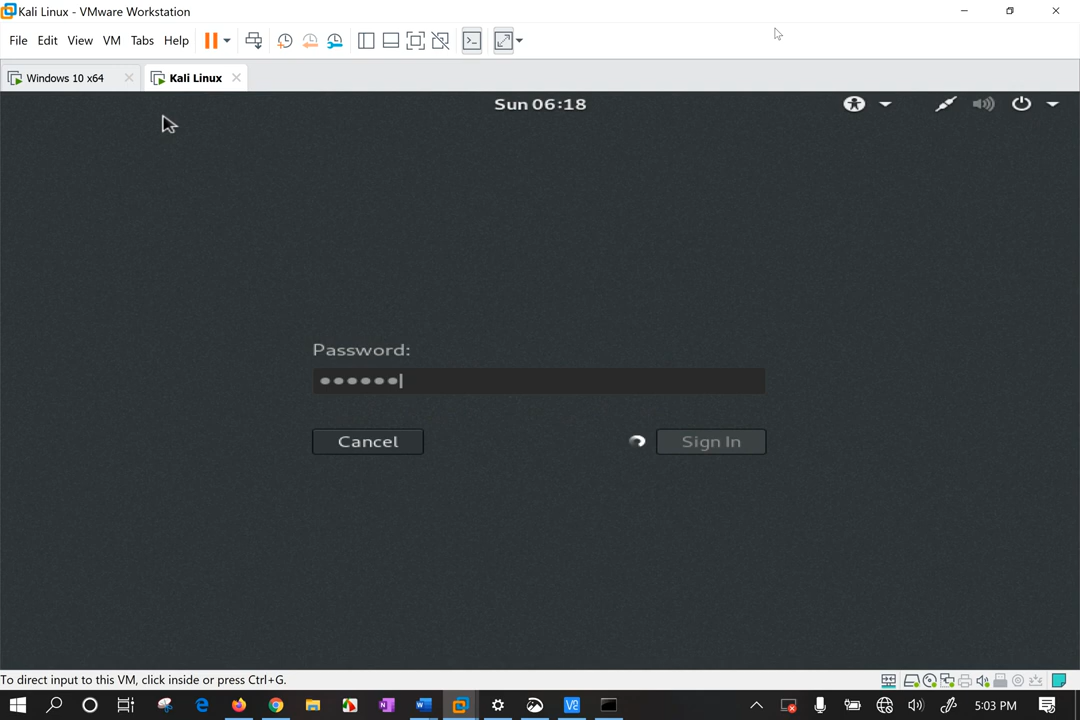 Kali Linux - VMware Workstation
File Edit View VM Tabs Help
Windows 10 x64
Kali Linux
Sun 06:18
Password:
Cancel
Sign In
To direct input to this VM, click inside or press Ctrl+G.
5:03 PM